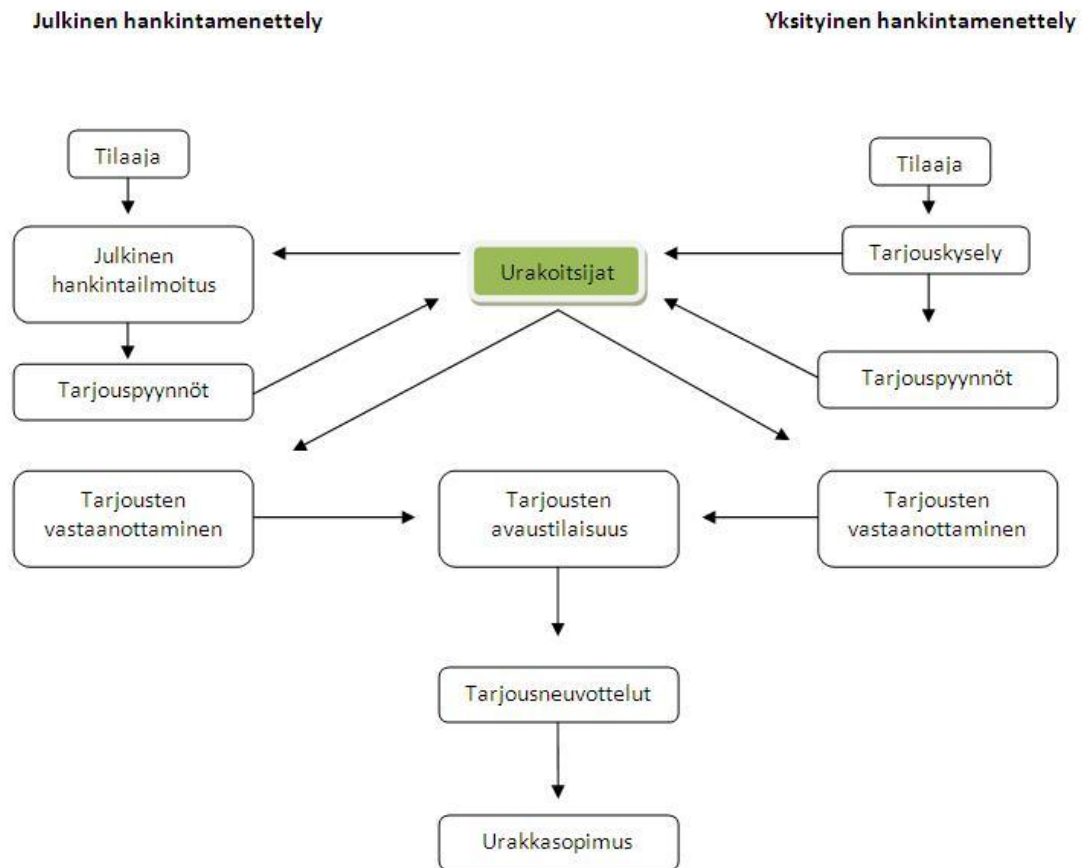 Julkinen hankintamenettely
Yksityinen hankintamenettely
Tilaaja
Tilaaja
Julkinen
hankintailmoitus
Urakoitsijat
Tarjouskysely
Tarjouspyynnöt
Tarjouspyynnöt
Tarjousten
vastaanottaminen
Tarjousten
avaustilaisuus
Tarjousten
vastaanottaminen
Tarjousneuvottelut
Urakkasopimus